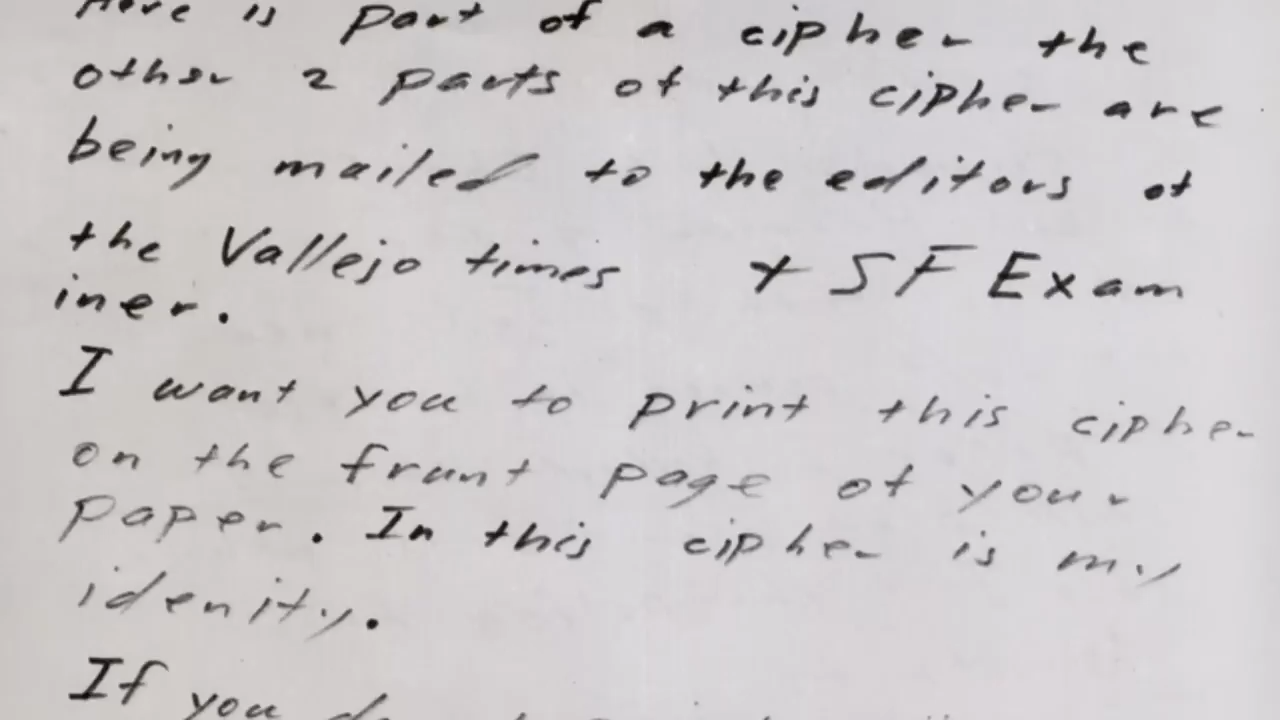 Here is part of a cipher the
other 2 parts of this cipher are
being mailed to the editors of
the Vallejo times + SF Exam
iner.
I want you to print this cipher
on the frunt page of your
paper. In this cipher is my
idenity.
If you